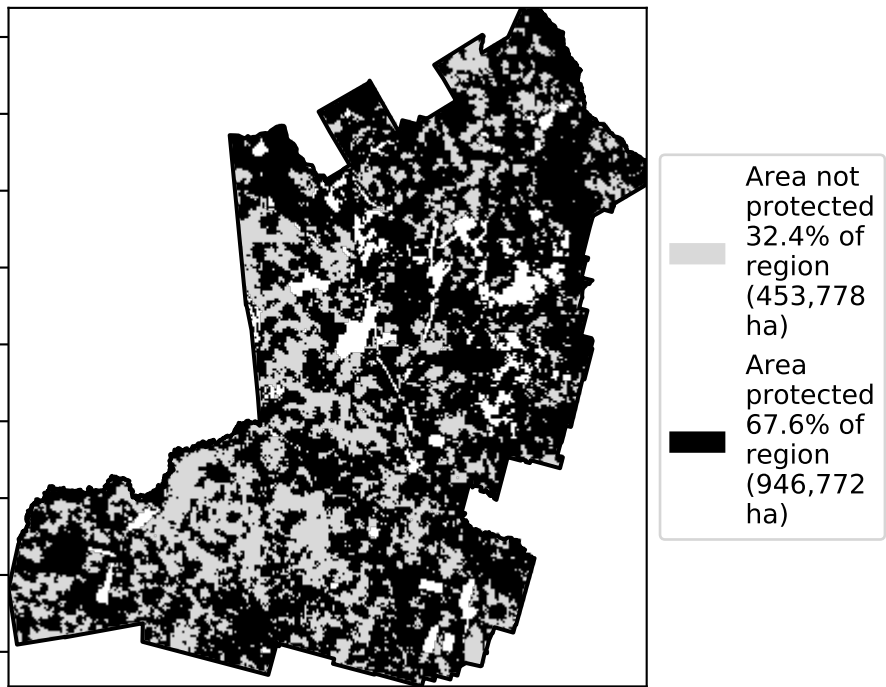 Area not
protected
32.4% of
region
(453,778
ha)
Area
protected
67.6% of
region
(946,772
ha)